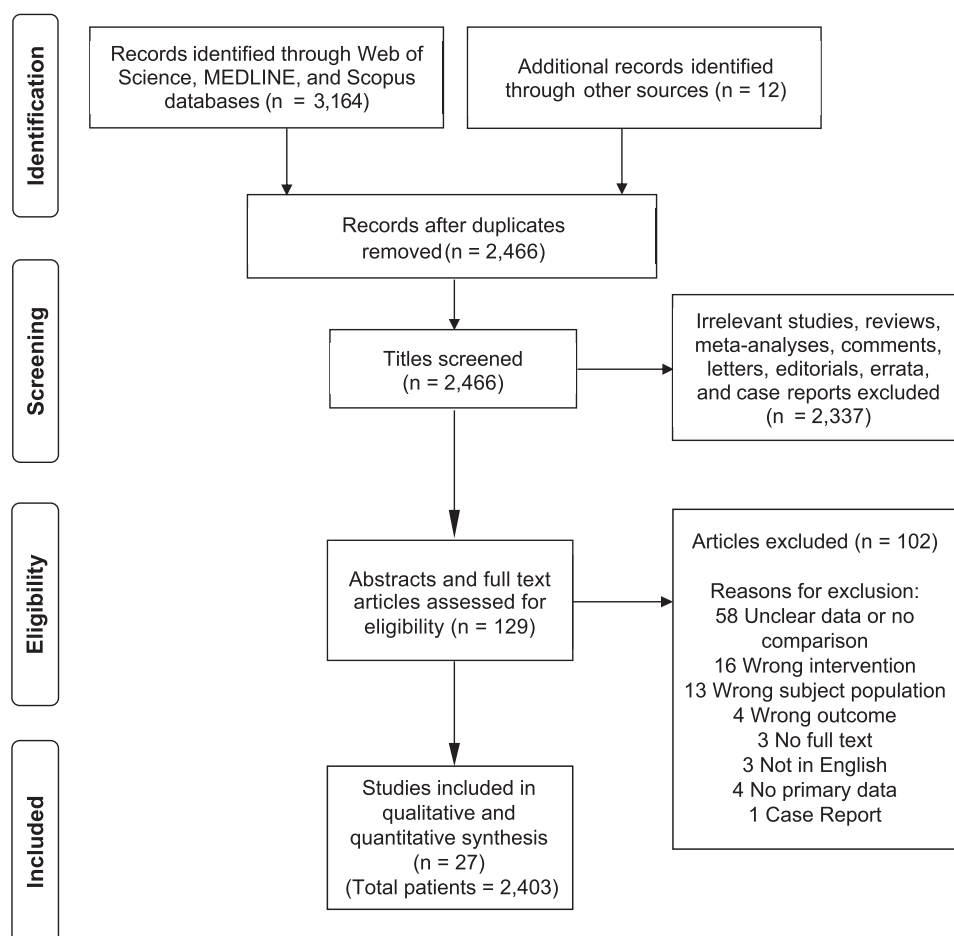 Identification
Records identified through Web of
Science, MEDLINE, and Scopus
databases (n = 3,164)
Additional records identified
through other sources (n = 12)
Records after duplicates
removed (n = 2,466)
Screening
Titles screened
(n = 2,466)
Irrelevant studies, reviews,
meta-analyses, comments,
letters, editorials, errata,
and case reports excluded
(n = 2,337)
Eligibility
Abstracts and full text
articles assessed for
eligibility (n = 129)
Articles excluded (n = 102)
Reasons for exclusion:
58 Unclear data or no
comparison
16 Wrong intervention
13 Wrong subject population
4 Wrong outcome
3 No full text
3 Not in English
4 No primary data
1 Case Report
Included
Studies included in
qualitative and
quantitative synthesis
(n = 27)
(Total patients = 2,403)